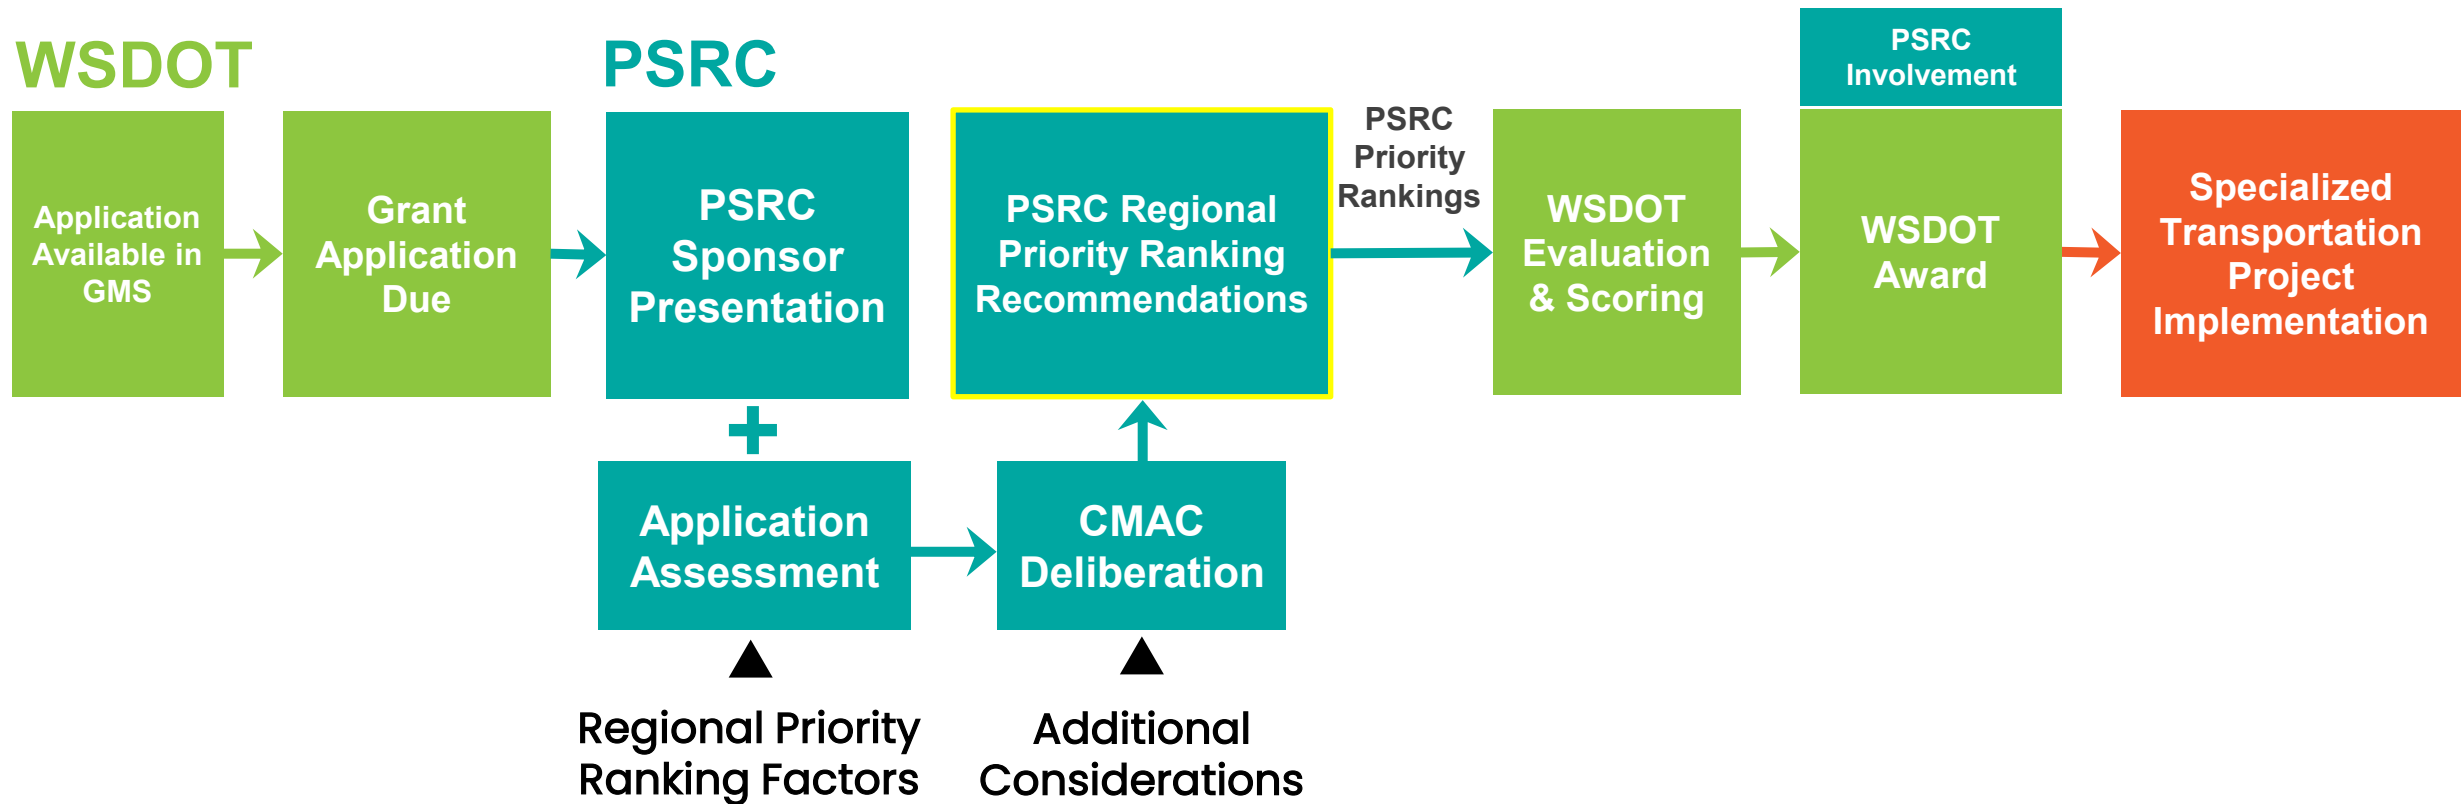 WSDOT
PSRC
PSRC
Involvement
Application
Available in
GMS
Grant
Application
Due
PSRC
Sponsor
Presentation
PSRC Regional
Priority Ranking
Recommendations
PSRC
Priority
Rankings
WSDOT
Evaluation
& Scoring
WSDOT
Award
Specialized
Transportation
Project
Implementation
Application
Assessment
CMAC
Deliberation
Regional Priority
Ranking Factors
Additional
Considerations